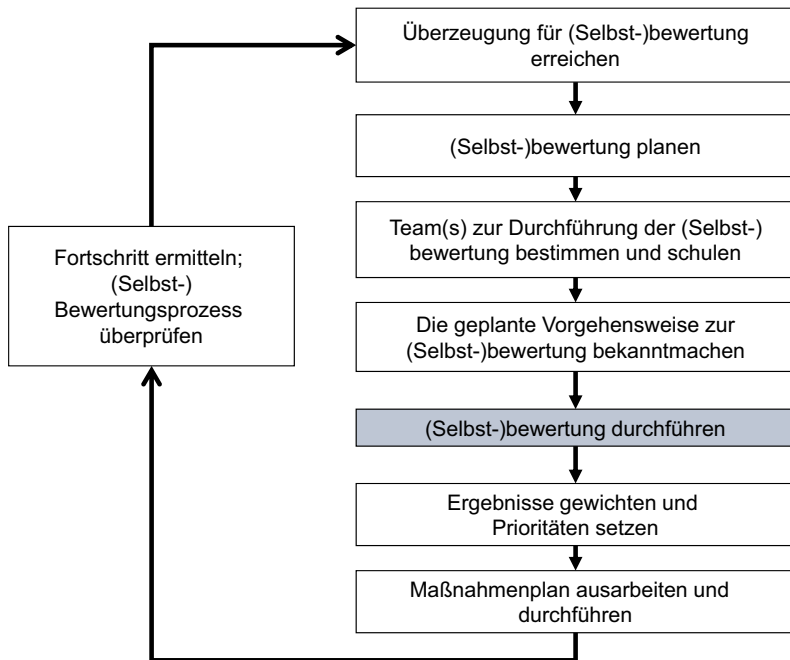 Überzeugung für (Selbst-)bewertung
erreichen
(Selbst-)bewertung planen
Team(s) zur Durchführung der (Selbst-)
bewertung bestimmen und schulen
Die geplante Vorgehensweise zur
(Selbst-)bewertung bekanntmachen
(Selbst-)bewertung durchführen
Ergebnisse gewichten und
Prioritäten setzen
Maßnahmenplan ausarbeiten und
durchführen
Fortschritt ermitteln;
(Selbst-)
Bewertungsprozess
überprüfen